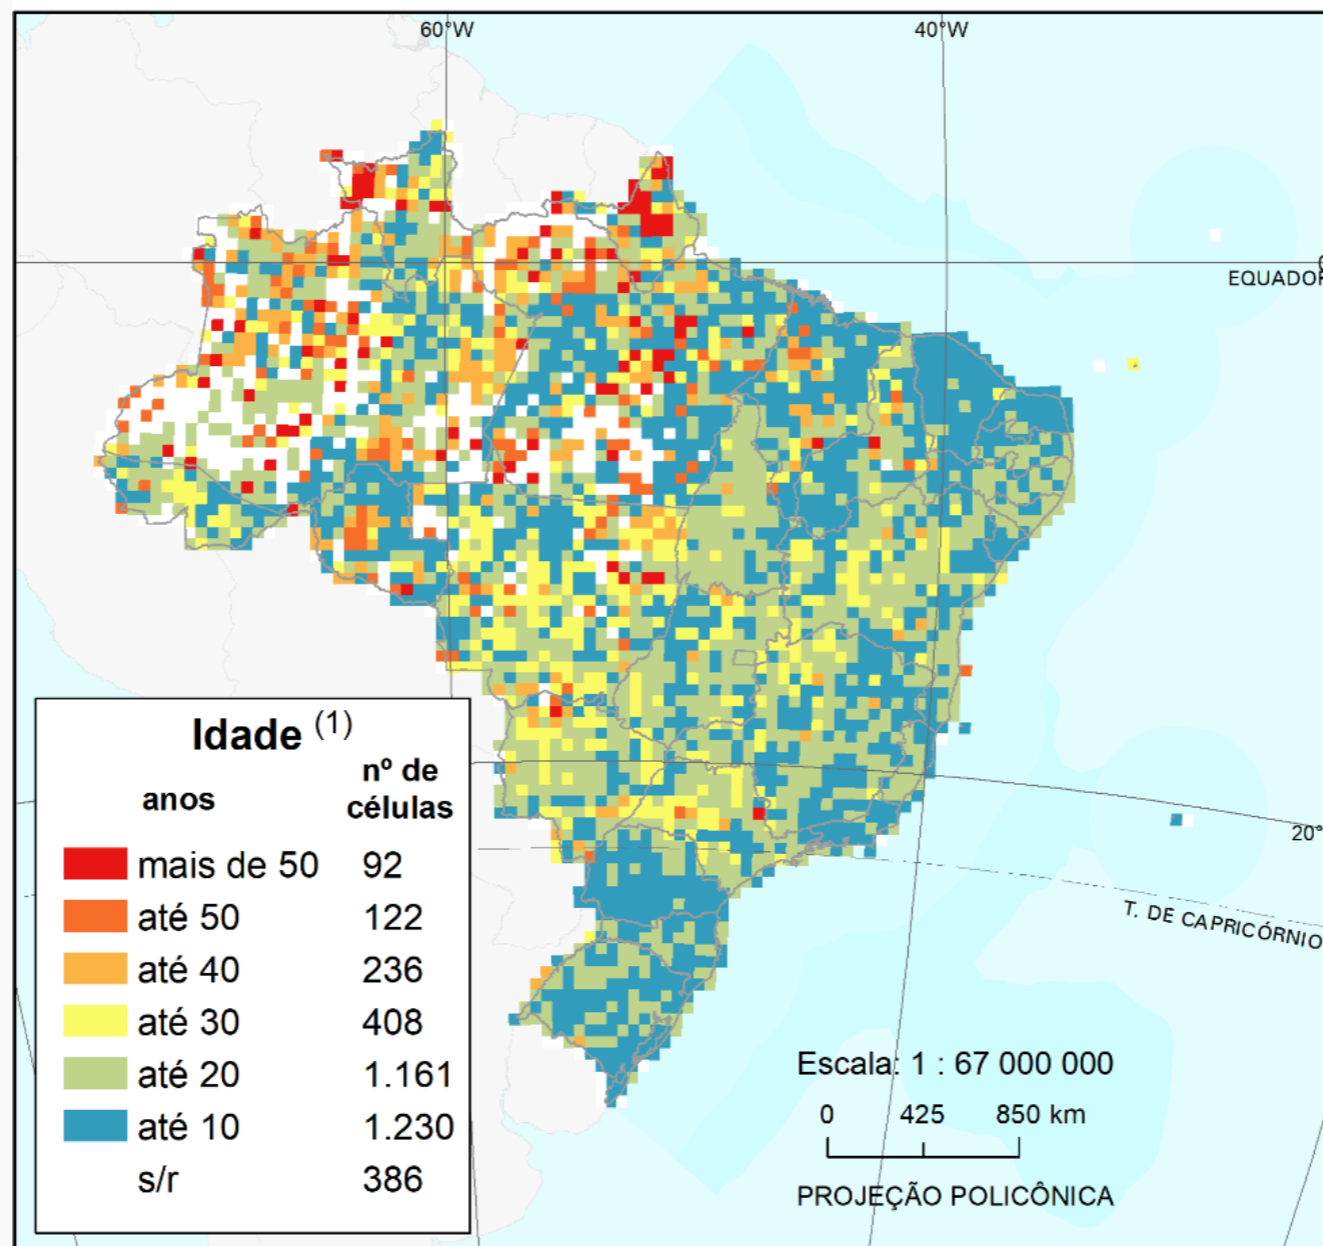 60°W
40°W
EQUADOR
Idade (1)
anos
nº de
células
mais de 50 92
até 50 122
até 40 236
até 30 408
até 20 1.161
até 10 1.230
s/r 386
20°
T. DE CAPRICÓRNIO
Escala: 1 : 67 000 000
0 425 850 km
PROJEÇÃO POLICÔNICA